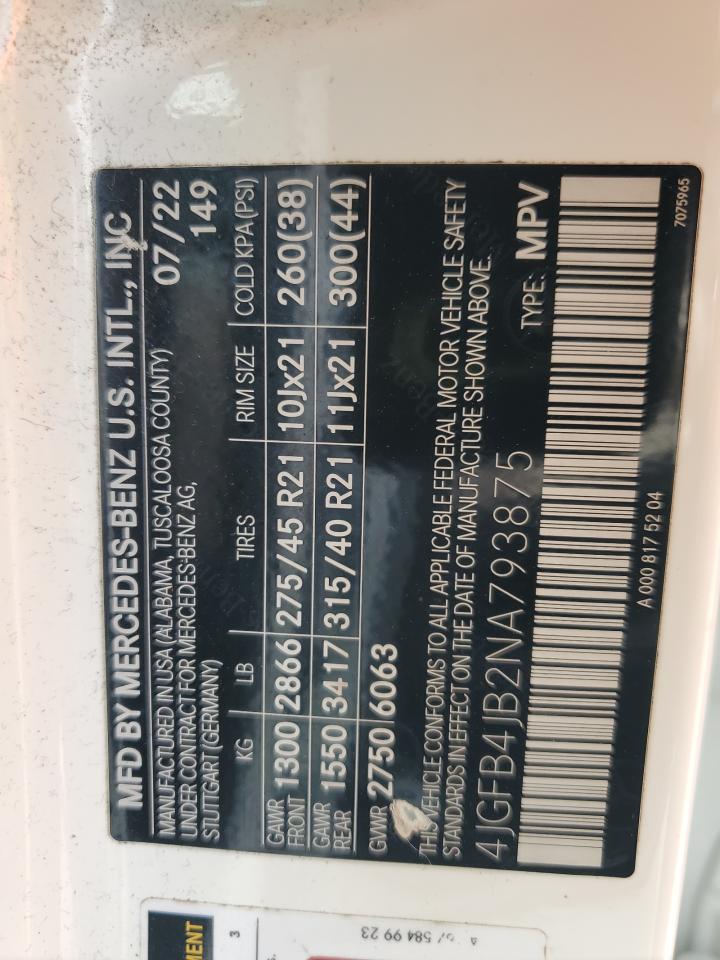 MFD BY MERCEDES-BENZ U.S. INTL., INC
MANUFACTURED IN USA (ALABAMA, TUSCALOOSA COUNTY) 07/22
UNDER CONTRACT FOR MERCEDES-BENZ AG, 149
STUTTGART (GERMANY)
KG LB TIRES RIM SIZE COLD KPA (PSI)
GAWR FRONT 1300 2866 275/45 R21 10Jx21 260(38)
GAWR REAR 1550 3417 315/40 R21 11Jx21 300(44)
GVWR 2750 6063
THIS VEHICLE CONFORMS TO ALL APPLICABLE FEDERAL MOTOR VEHICLE SAFETY
STANDARDS IN EFFECT ON THE DATE OF MANUFACTURE SHOWN ABOVE.
4JGFB4JB2NA793875 TYPE: MPV
A 000 817 52 04 7075965
MENT
3
584 99 23